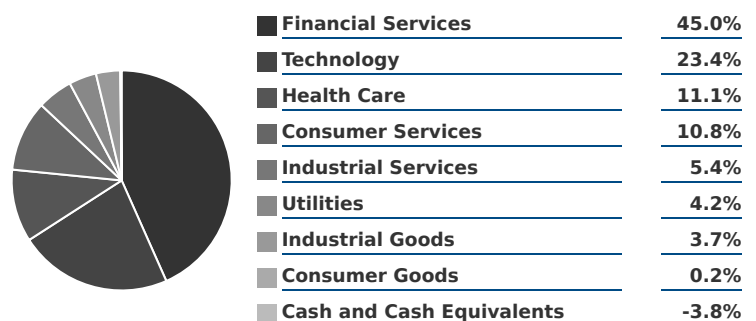 Financial Services 45.0%
Technology 23.4%
Health Care 11.1%
Consumer Services 10.8%
Industrial Services 5.4%
Utilities 4.2%
Industrial Goods 3.7%
Consumer Goods 0.2%
Cash and Cash Equivalents -3.8%